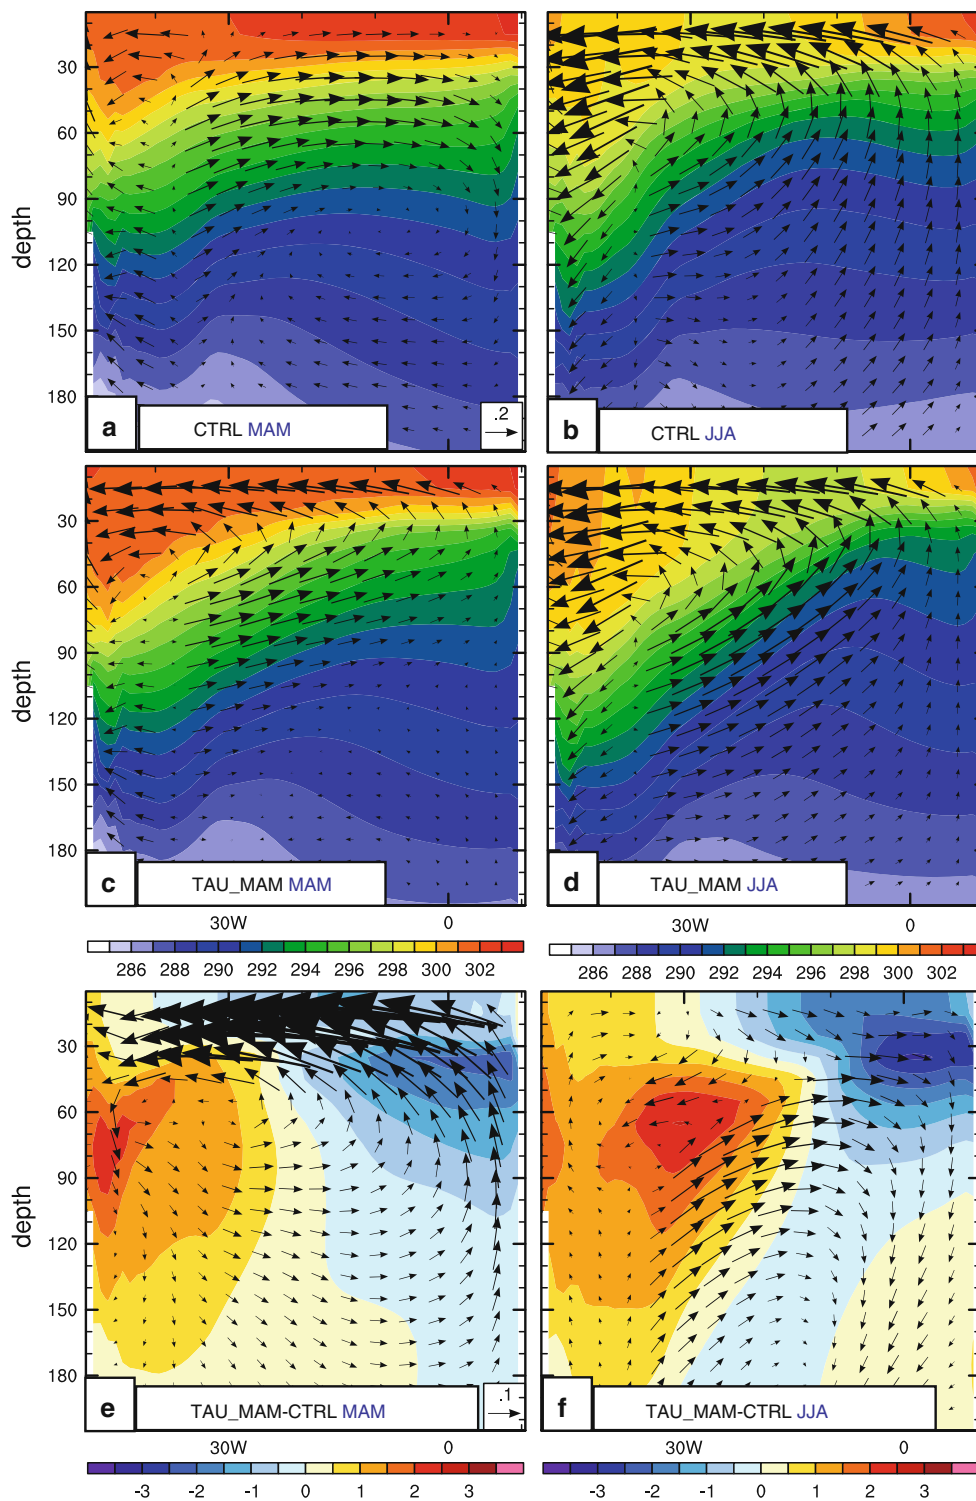 30
60
90
120
150
180
depth
a
CTRL MAM
.2
b
CTRL JJA
30
60
90
120
150
180
depth
c
TAU_MAM MAM
d
TAU_MAM JJA
30W 0
30W 0
286 288 290 292 294 296 298 300 302
286 288 290 292 294 296 298 300 302
30
60
90
120
150
180
depth
e
TAU_MAM-CTRL MAM
.1
f
TAU_MAM-CTRL JJA
30W 0
30W 0
-3 -2 -1 0 1 2 3
-3 -2 -1 0 1 2 3